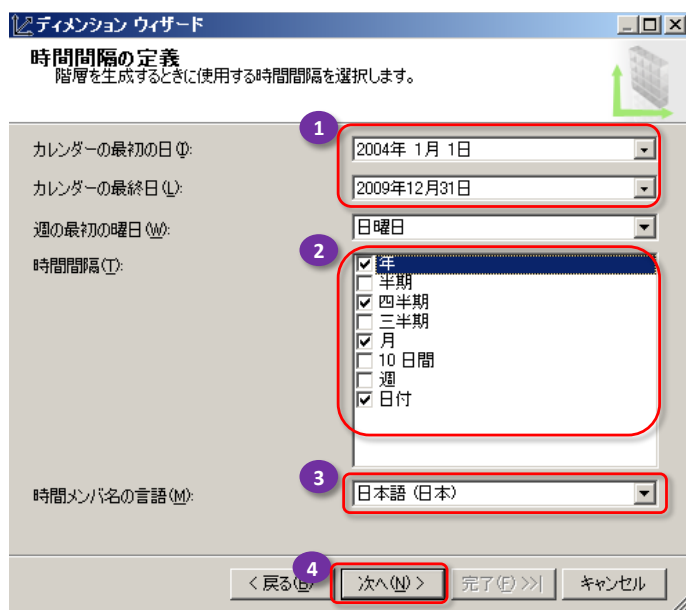 ディメンション ウィザード
時間間隔の定義
階層を生成するときに使用する時間間隔を選択します。
1
カレンダーの最初の日(I):
2004年 1月 1日
カレンダーの最終日(L):
2009年12月31日
週の最初の曜日(W):
日曜日
2
時間間隔(T):
年
半期
四半期
三半期
月
10 日間
週
日付
3
時間メンバ名の言語(M):
日本語 (日本)
4
< 戻る(B)
次へ(N) >
完了(F) >>|
キャンセル